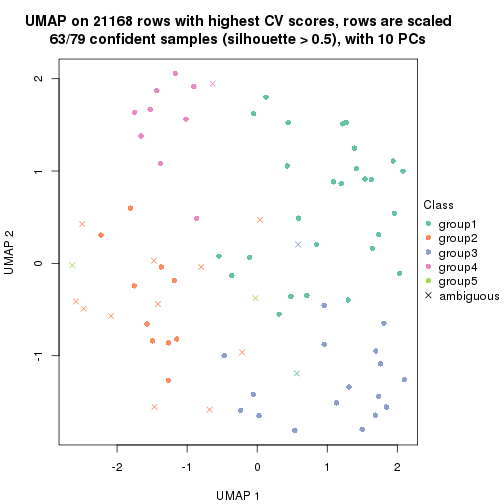 UMAP on 21168 rows with highest CV scores, rows are scaled
63/79 confident samples (silhouette > 0.5), with 10 PCs
2
1
0
-1
UMAP 2
-2
-1
0
1
2
UMAP 1
Class
group1
group2
group3
group4
group5
ambiguous